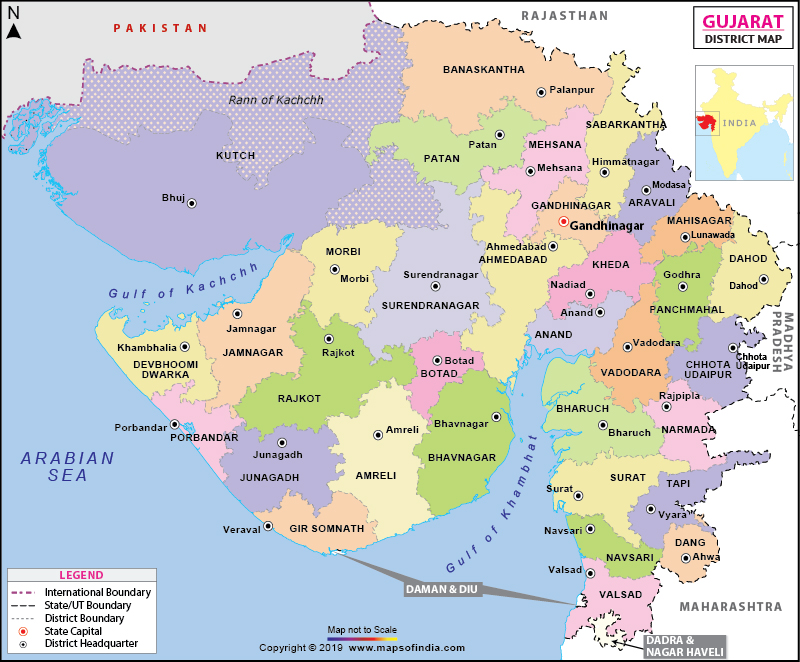 N
PAKISTAN
RAJASTHAN
GUJARAT
DISTRICT MAP
INDIA
BANASKANTHA
Palanpur
Rann of Kachchh
KUTCH
Bhuj
PATAN
Patan
MEHSANA
Mehsana
SABARKANTHA
Himmatnagar
Modasa
ARAVALI
GANDHINAGAR
Gandhinagar
MAHISAGAR
Lunawada
Ahmedabad
AHMEDABAD
KHEDA
Nadiad
DAHOD
Dahod
Godhra
PANCHMAHAL
MORBI
Morbi
Surendranagar
SURENDRANAGAR
Gulf of Kachchh
Anand
ANAND
MADHYA
PRADESH
Jamnagar
JAMNAGAR
Khambhalia
DEVBHOOMI
DWARKA
Rajkot
RAJKOT
Botad
BOTAD
Vadodara
VADODARA
Chhota
Udaipur
CHHOTA
UDAIPUR
Rajpipla
NARMADA
BHARUCH
Bharuch
Porbandar
PORBANDAR
Junagadh
JUNAGADH
Amreli
AMRELI
Bhavnagar
BHAVNAGAR
ARABIAN
SEA
Gulf of Khambhat
SURAT
Surat
TAPI
Vyara
Veraval
GIR SOMNATH
Navsari
NAVSARI
DANG
Ahwa
Valsad
VALSAD
DAMAN & DIU
MAHARASHTRA
DADRA &
NAGAR HAVELI
LEGEND
International Boundary
State/UT Boundary
District Boundary
State Capital
District Headquarter
Map not to Scale
Copyright © 2019 www.mapsofindia.com